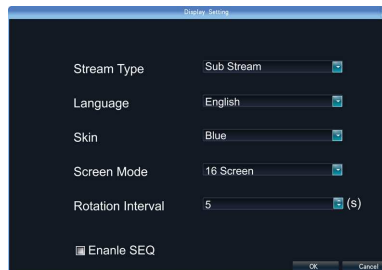 Display Setting
Stream Type Sub Stream
Language English
Skin Blue
Screen Mode 16 Screen
Rotation Interval 5 (s)
Enanle SEQ
OK Cancel